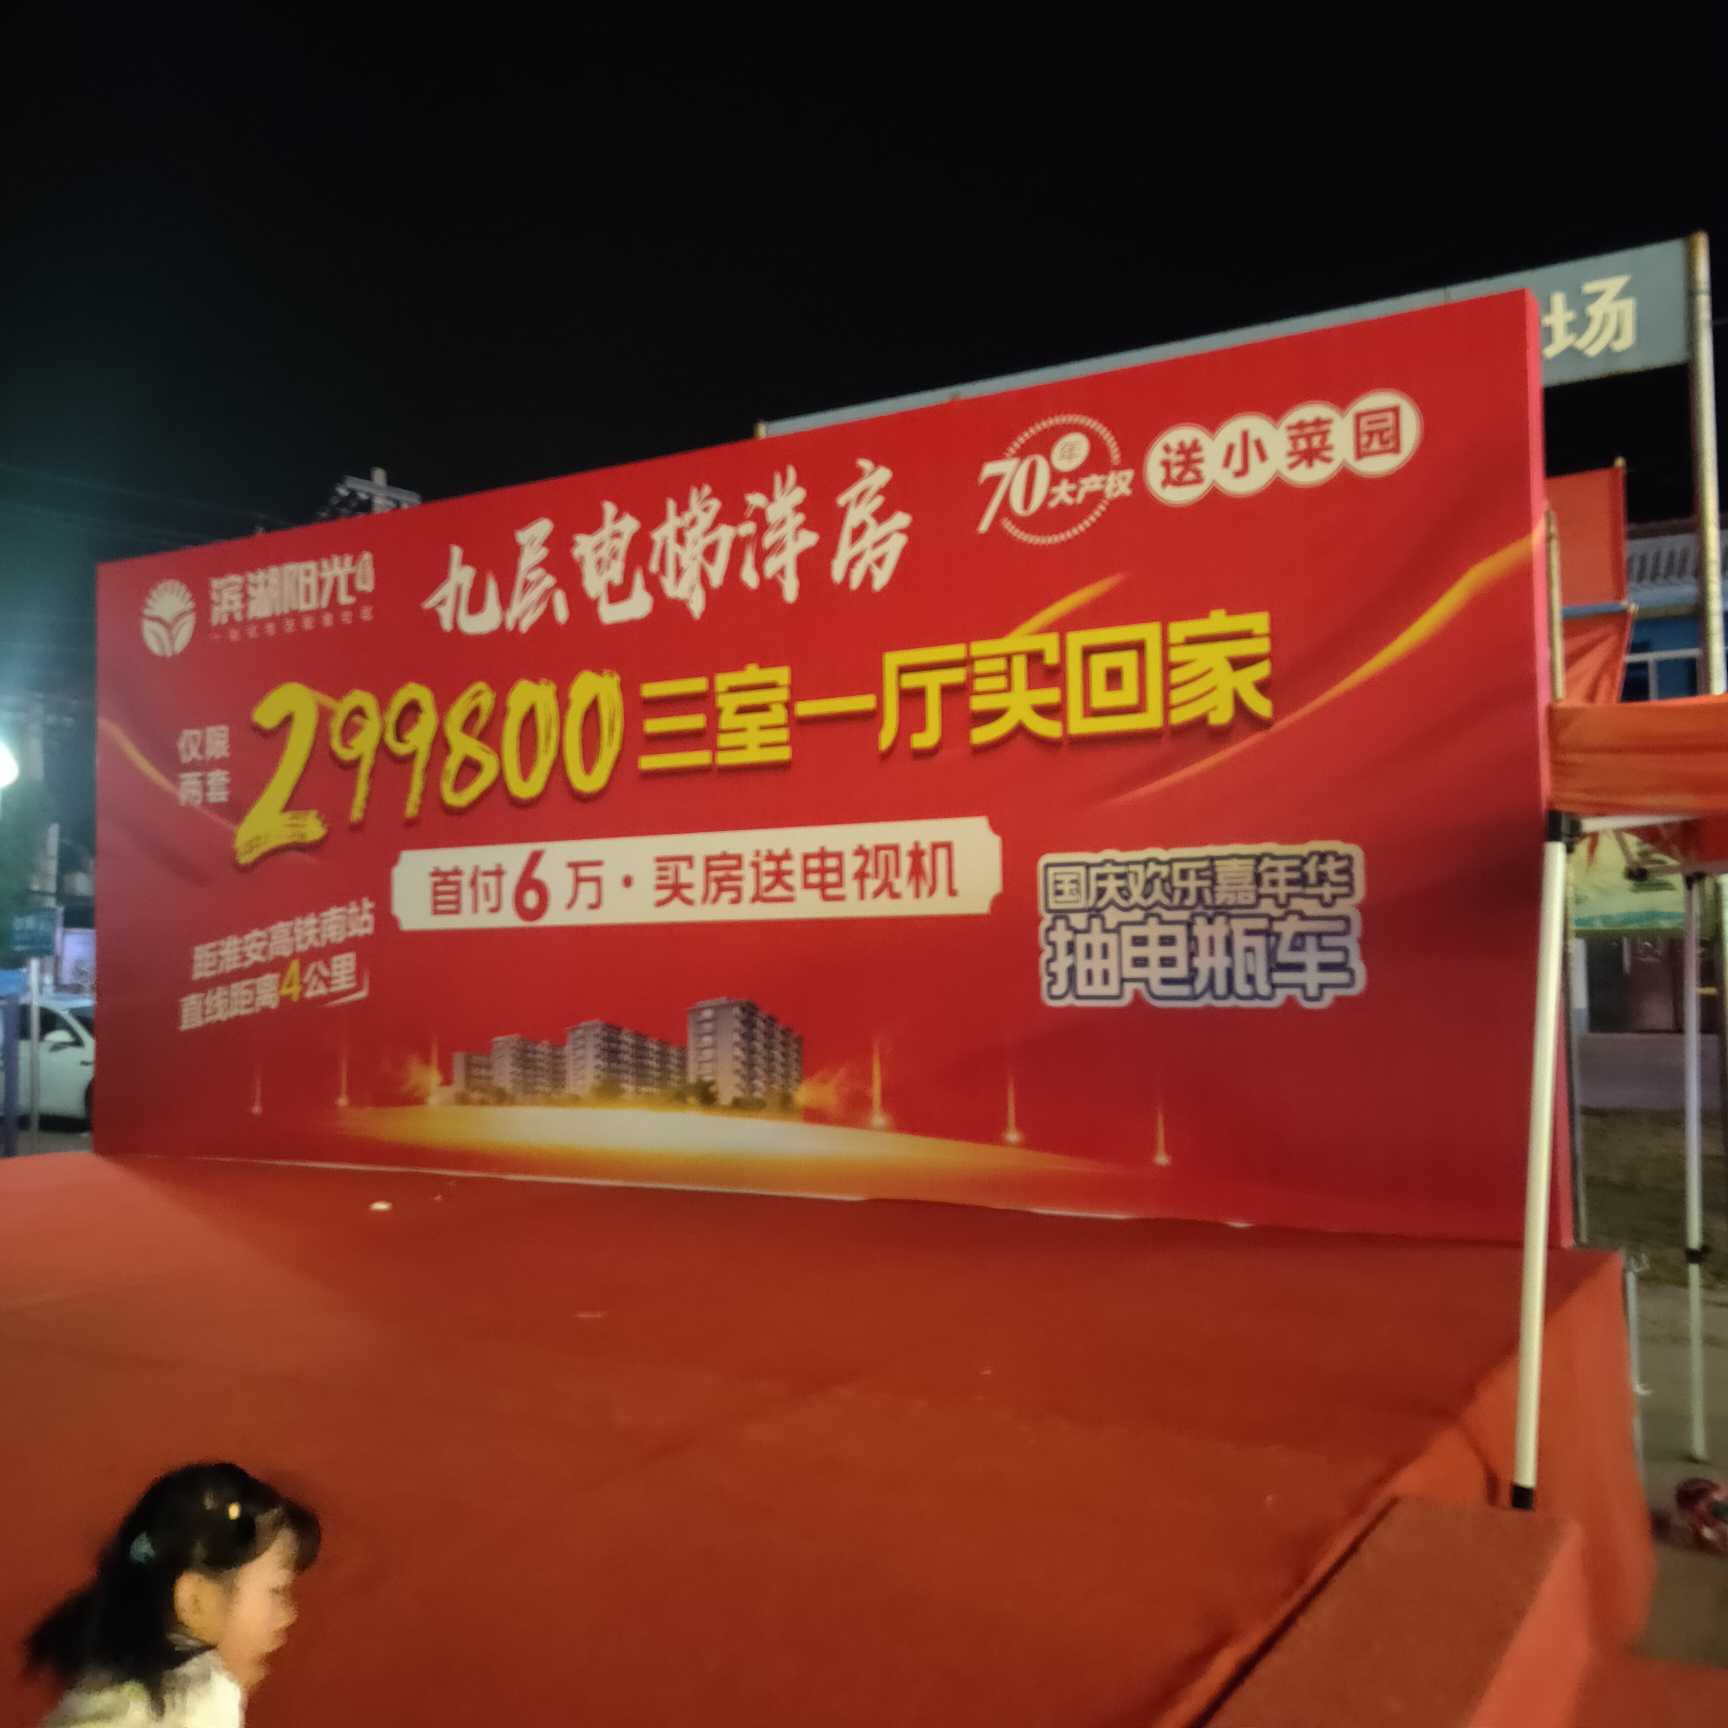 场
滨湖阳光
九层电梯洋房
70年大产权
送小菜园
仅限
两套
299800三室一厅买回家
首付6万·买房送电视机
距淮安高铁南站
直线距离4公里
国庆欢乐嘉年华
抽电瓶车